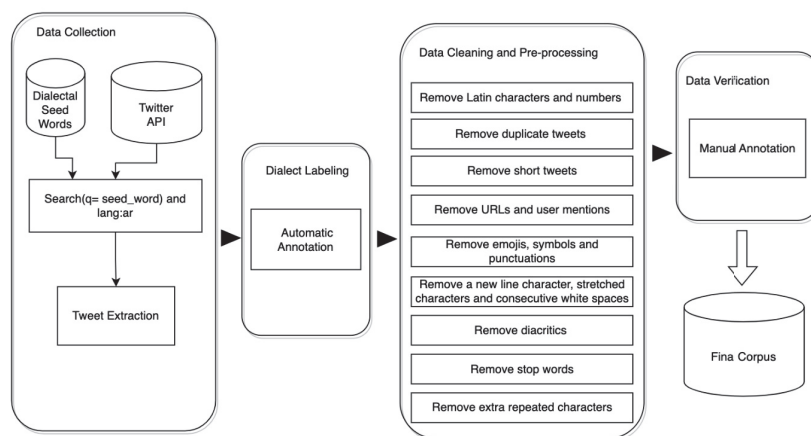 Data Collection
Dialectal
Seed
Words
Twitter
API
Search(q= seed_word) and
lang:ar
Tweet Extraction
Dialect Labeling
Automatic
Annotation
Data Cleaning and Pre-processing
Remove Latin characters and numbers
Remove duplicate tweets
Remove short tweets
Remove URLs and user mentions
Remove emojis, symbols and
punctuations
Remove a new line character, stretched
characters and consecutive white spaces
Remove diacritics
Remove stop words
Remove extra repeated characters
Data Verification
Manual Annotation
Fina Corpus